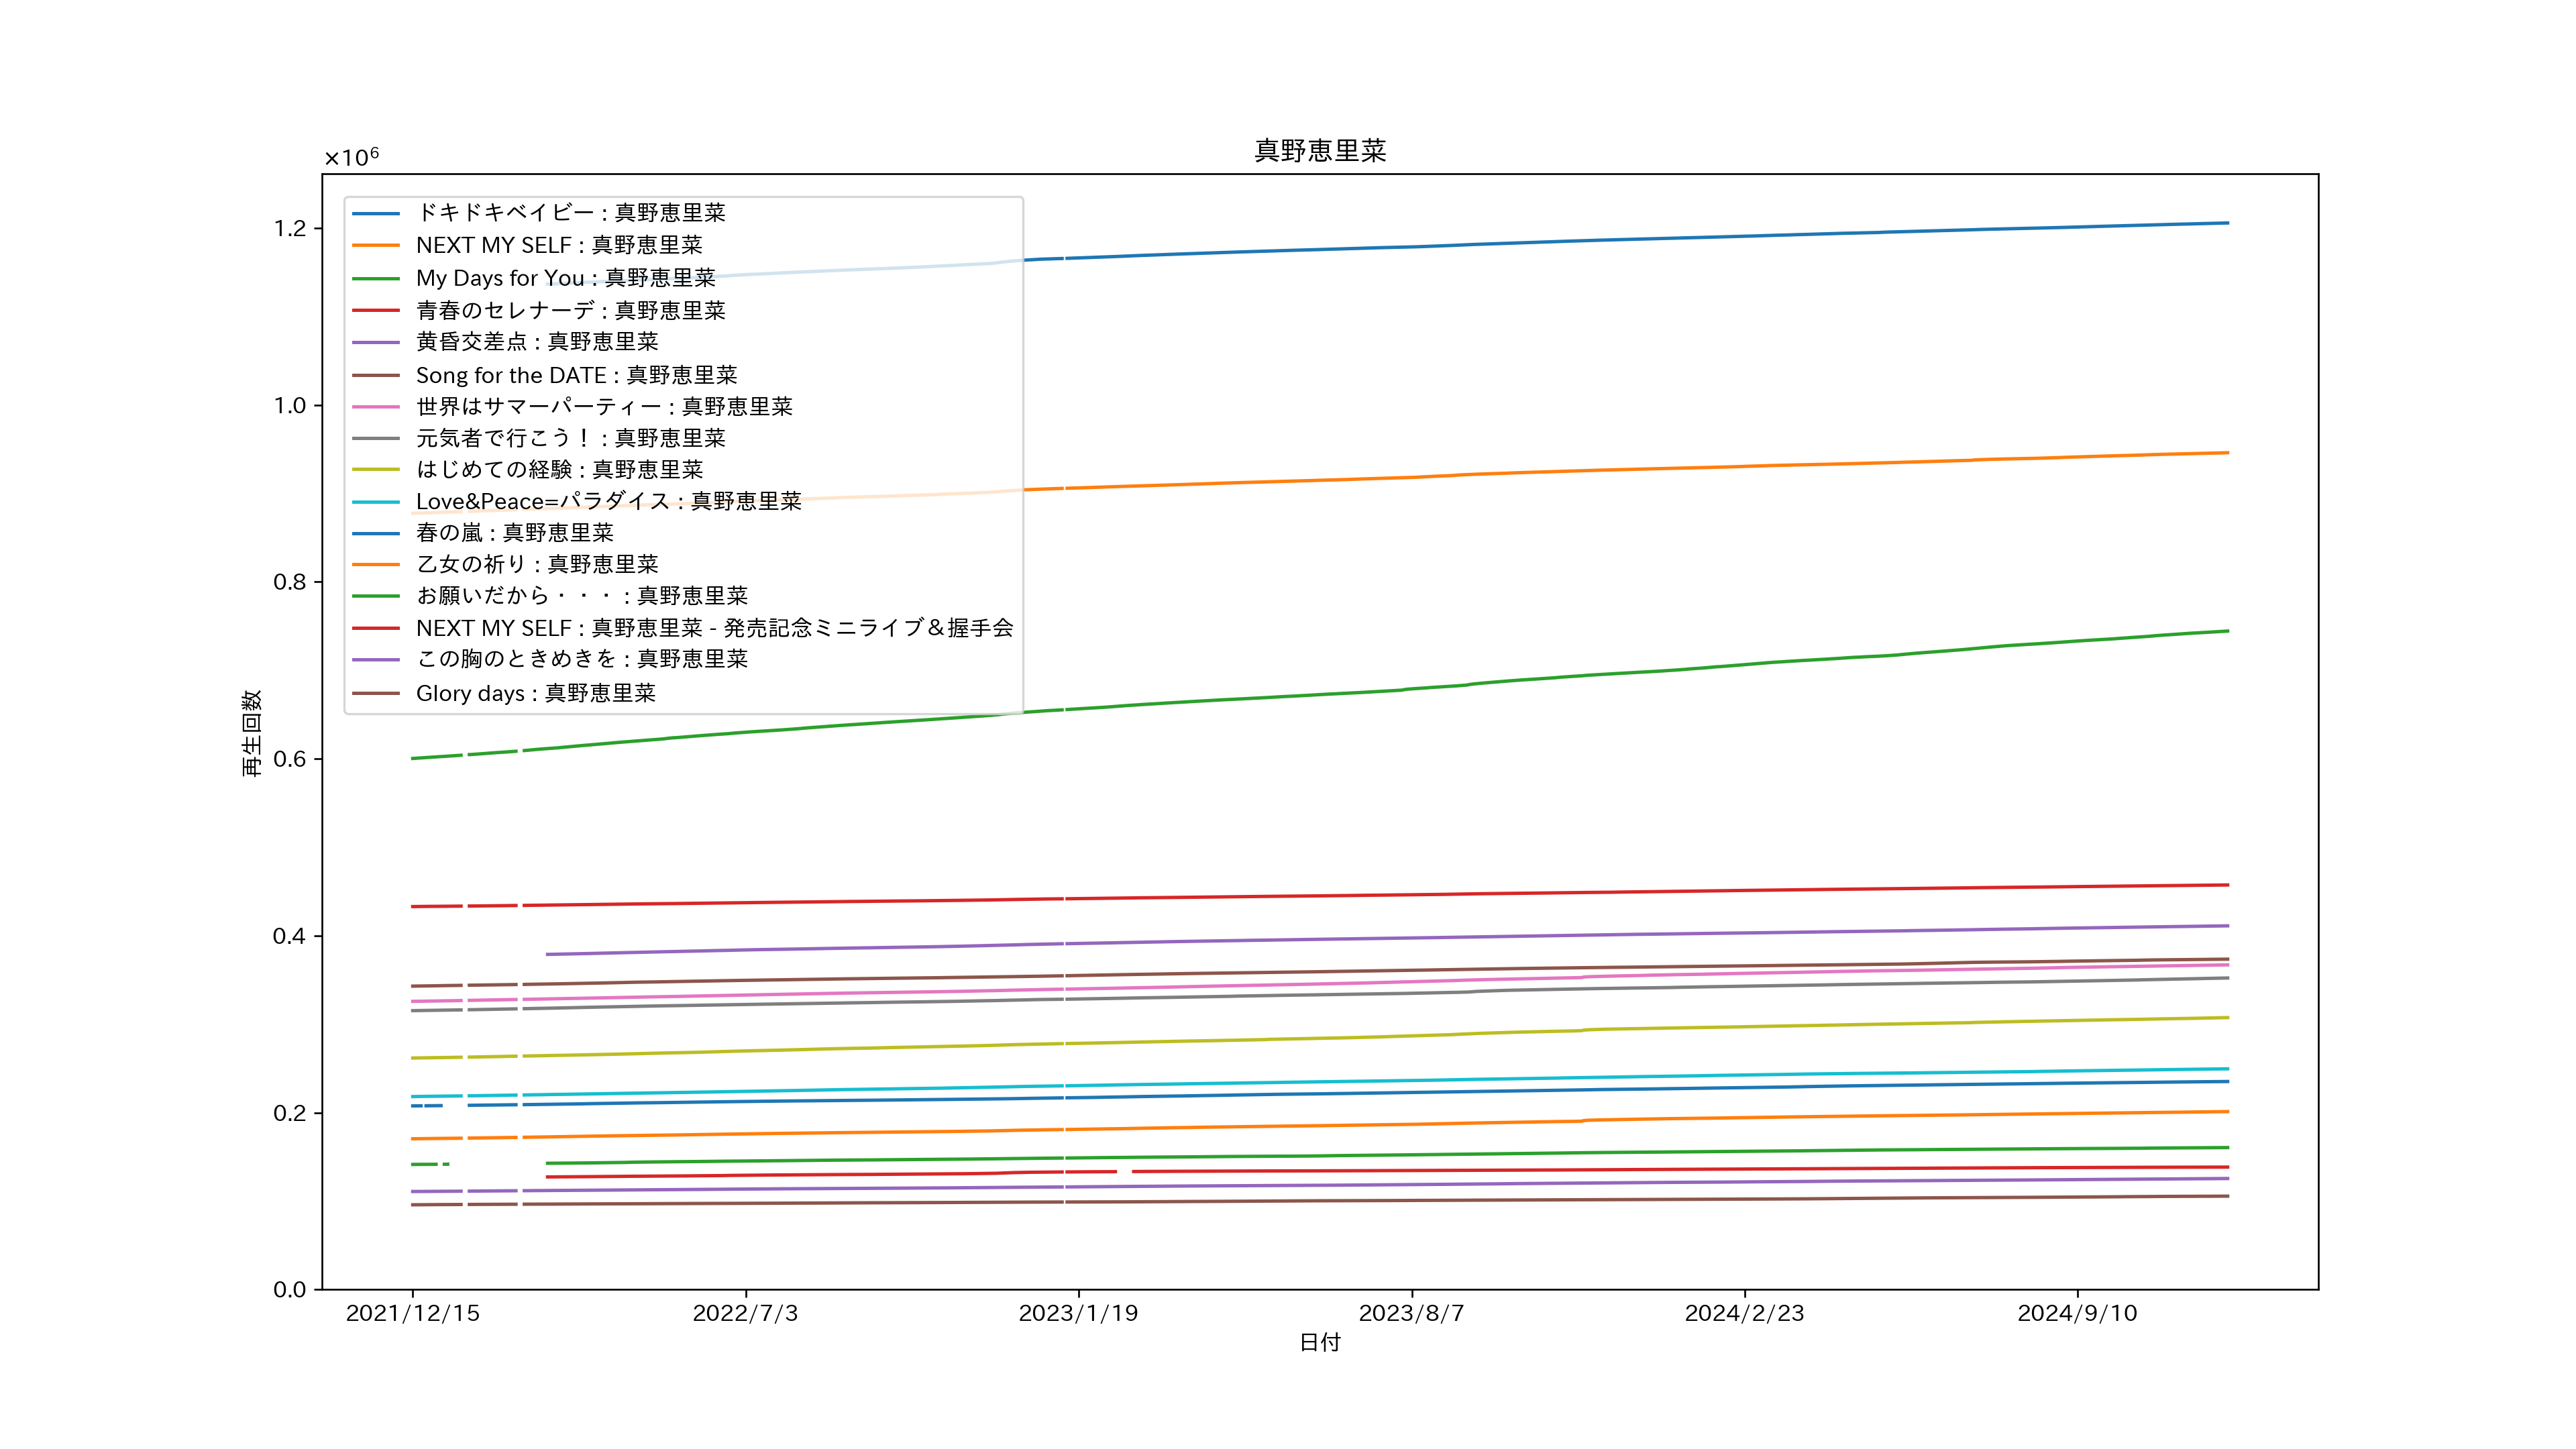 真野恵里菜
×10⁶
1.2
1.0
0.8
0.6
0.4
0.2
0.0
再生回数
ドキドキベイビー : 真野恵里菜
NEXT MY SELF : 真野恵里菜
My Days for You : 真野恵里菜
青春のセレナーデ : 真野恵里菜
黄昏交差点 : 真野恵里菜
Song for the DATE : 真野恵里菜
世界はサマーパーティー : 真野恵里菜
元気者で行こう！ : 真野恵里菜
はじめての経験 : 真野恵里菜
Love&Peace=パラダイス : 真野恵里菜
春の嵐 : 真野恵里菜
乙女の祈り : 真野恵里菜
お願いだから・・・ : 真野恵里菜
NEXT MY SELF : 真野恵里菜 - 発売記念ミニライブ＆握手会
この胸のときめきを : 真野恵里菜
Glory days : 真野恵里菜
2021/12/15 2022/7/3 2023/1/19 2023/8/7 2024/2/23 2024/9/10
日付